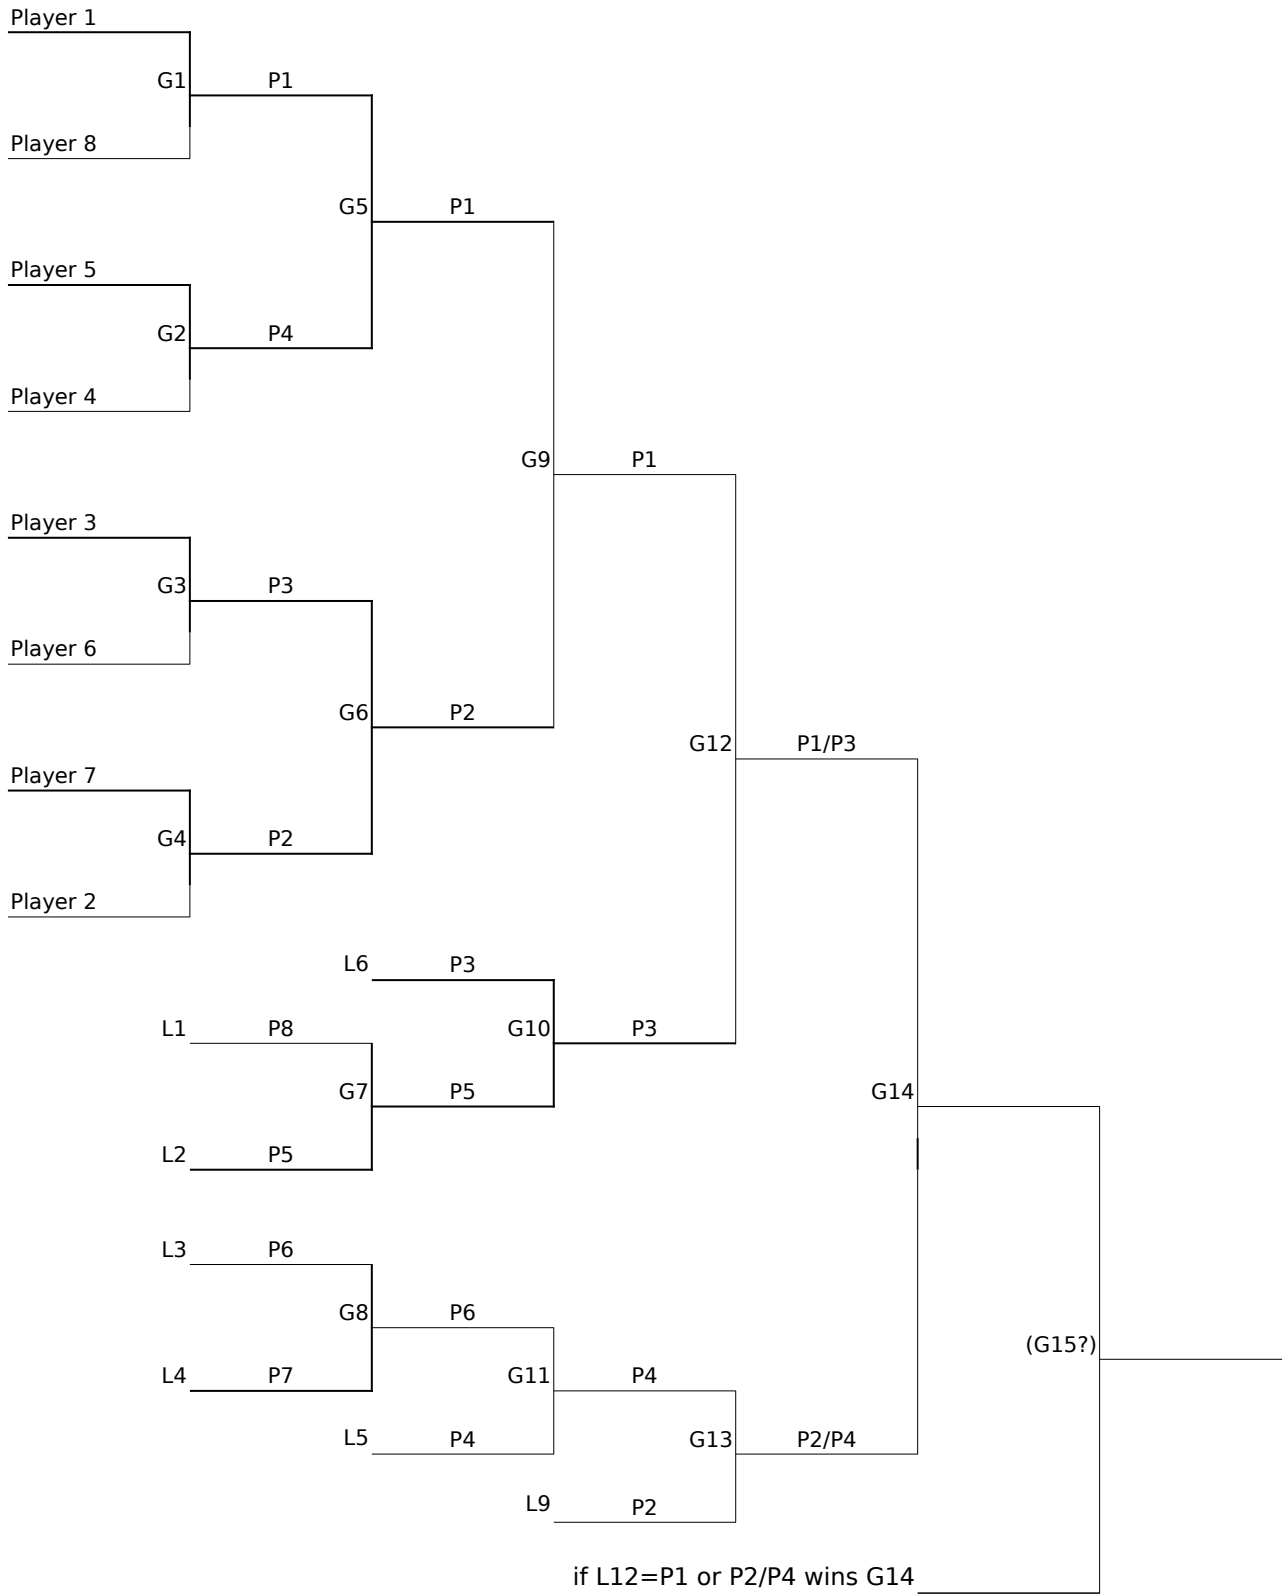 Player 1
G1 P1
Player 8
G5 P1
Player 5
G2 P4
Player 4
G9 P1
Player 3
G3 P3
Player 6
G6 P2
G12 P1/P3
Player 7
G4 P2
Player 2
L6 P3
L1 P8 G10 P3
G7 P5 G14
L2 P5
L3 P6
G8 P6 (G15?)
L4 P7 G11 P4
L5 P4 G13 P2/P4
L9 P2
if L12=P1 or P2/P4 wins G14